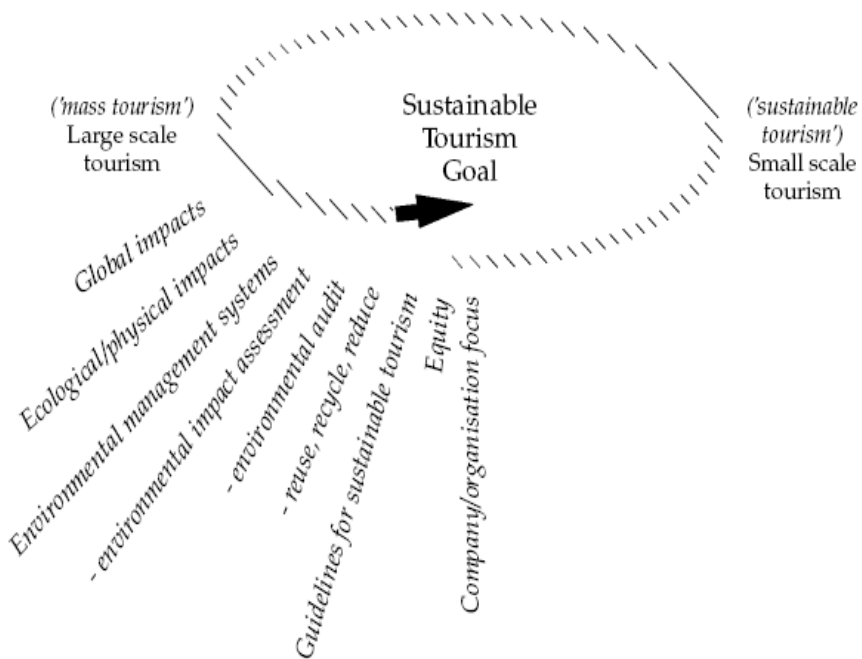 ('mass tourism')
Large scale
tourism
Sustainable
Tourism
Goal
('sustainable
tourism')
Small scale
tourism
Global impacts
Ecological/physical impacts
Environmental management systems
- environmental impact assessment
- environmental audit
- reuse, recycle, reduce
Guidelines for sustainable tourism
Equity
Company/organisation focus